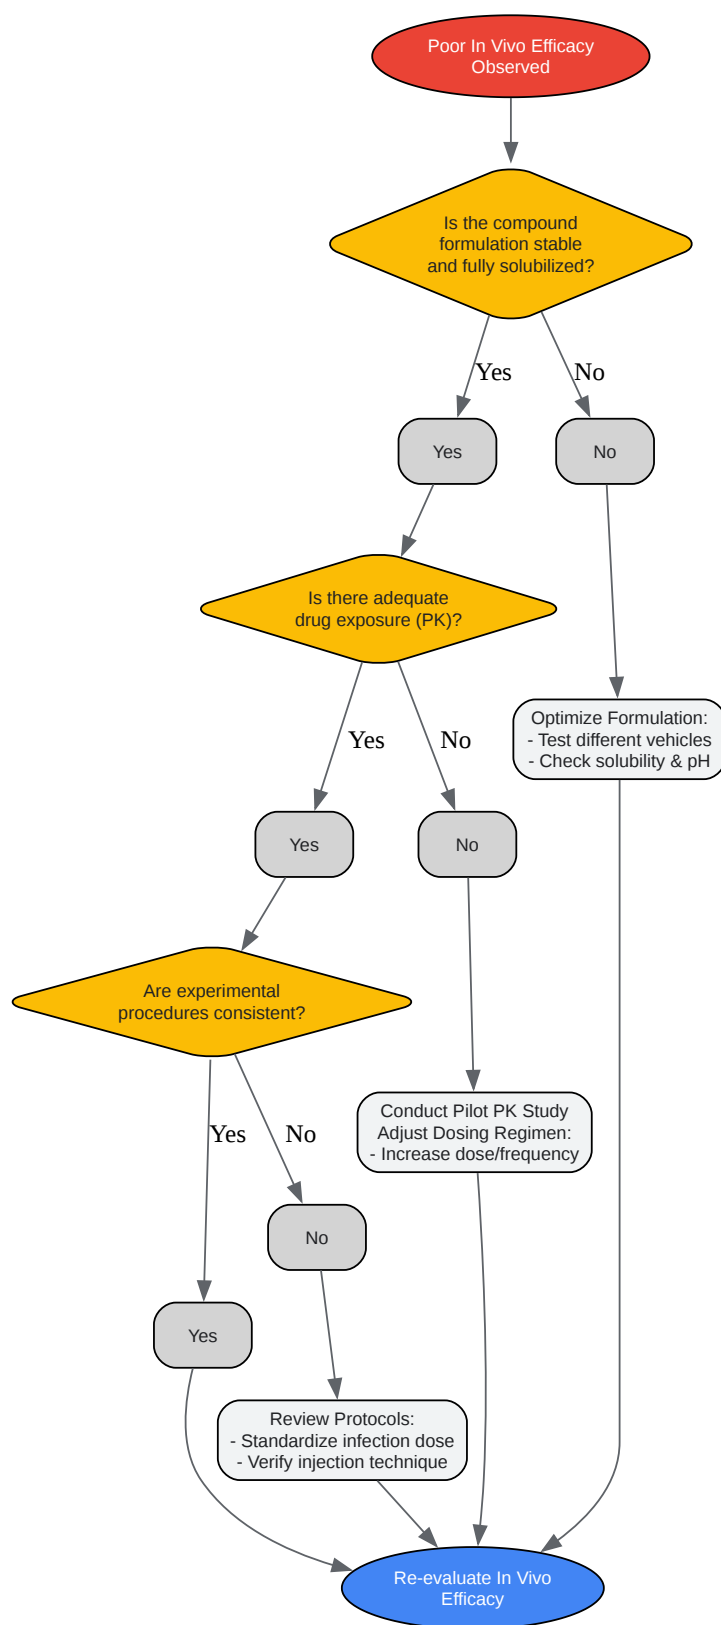 Poor In Vivo Efficacy
Observed
Is the compound
formulation stable
and fully solubilized?
Yes
No
Yes
No
Is there adequate
drug exposure (PK)?
Optimize Formulation:
- Test different vehicles
- Check solubility & pH
Yes
No
Yes
No
Are experimental
procedures consistent?
Conduct Pilot PK Study
Adjust Dosing Regimen:
- Increase dose/frequency
Yes
No
No
Yes
Review Protocols:
- Standardize infection dose
- Verify injection technique
Re-evaluate In Vivo
Efficacy